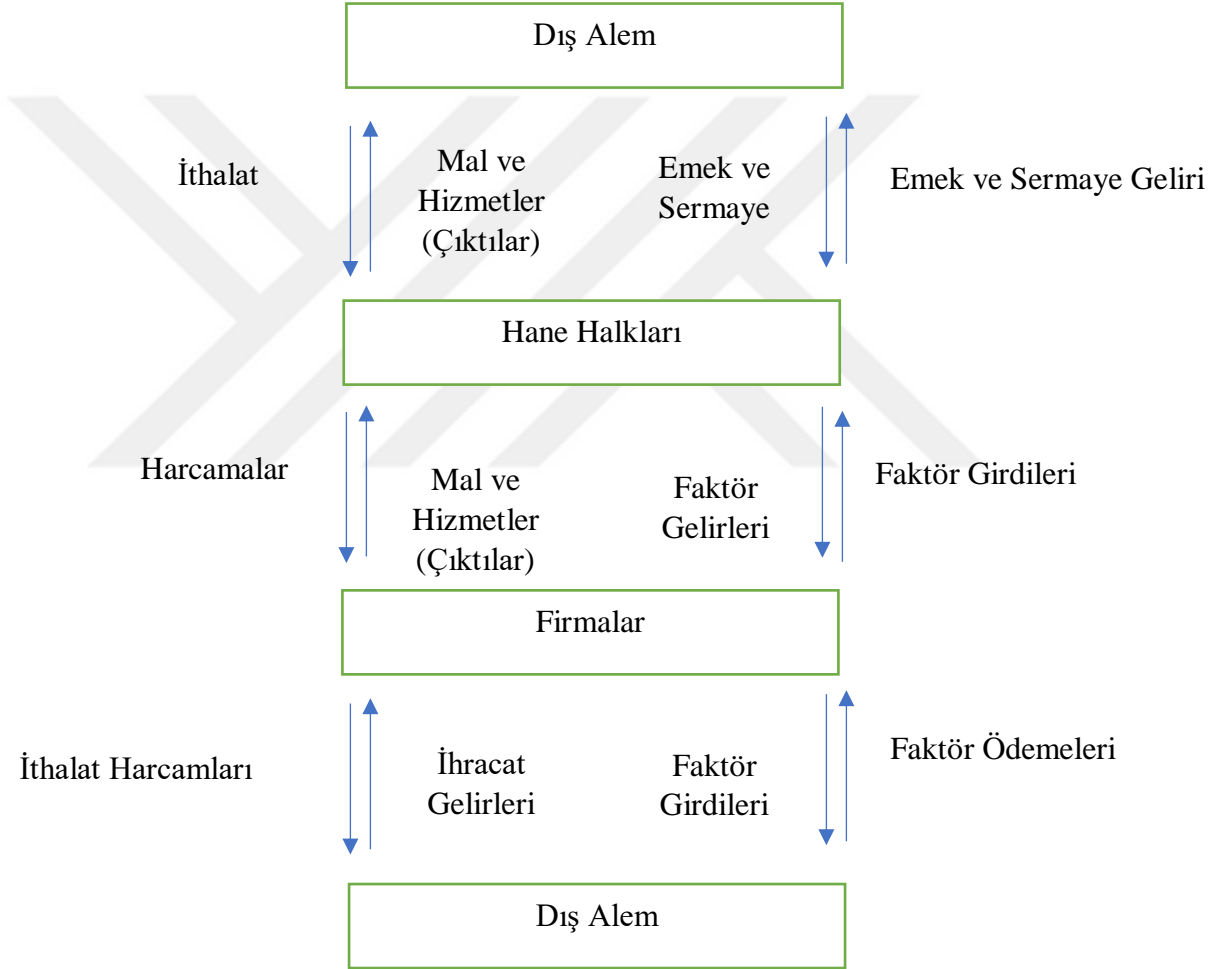 Dış Alem
İthalat
Mal ve
Hizmetler
(Çıktılar)
Emek ve
Sermaye
Emek ve Sermaye Geliri
Hane Halkları
Harcamalar
Mal ve
Hizmetler
(Çıktılar)
Faktör
Gelirleri
Faktör Girdileri
Firmalar
İthalat Harcamları
İhracat
Gelirleri
Faktör
Girdileri
Faktör Ödemeleri
Dış Alem